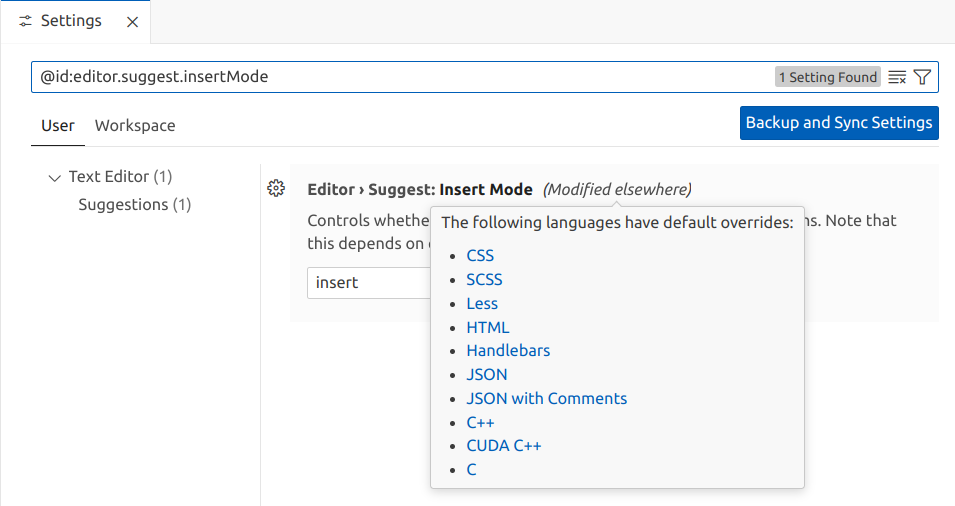 Settings
@id:editor.suggest.insertMode
1 Setting Found
User
Workspace
Backup and Sync Settings
Text Editor (1)
Suggestions (1)
Editor › Suggest: Insert Mode (Modified elsewhere)
Controls whethe
ns. Note that
this depends on
insert
The following languages have default overrides:
• CSS
• SCSS
• Less
• HTML
• Handlebars
• JSON
• JSON with Comments
• C++
• CUDA C++
• C